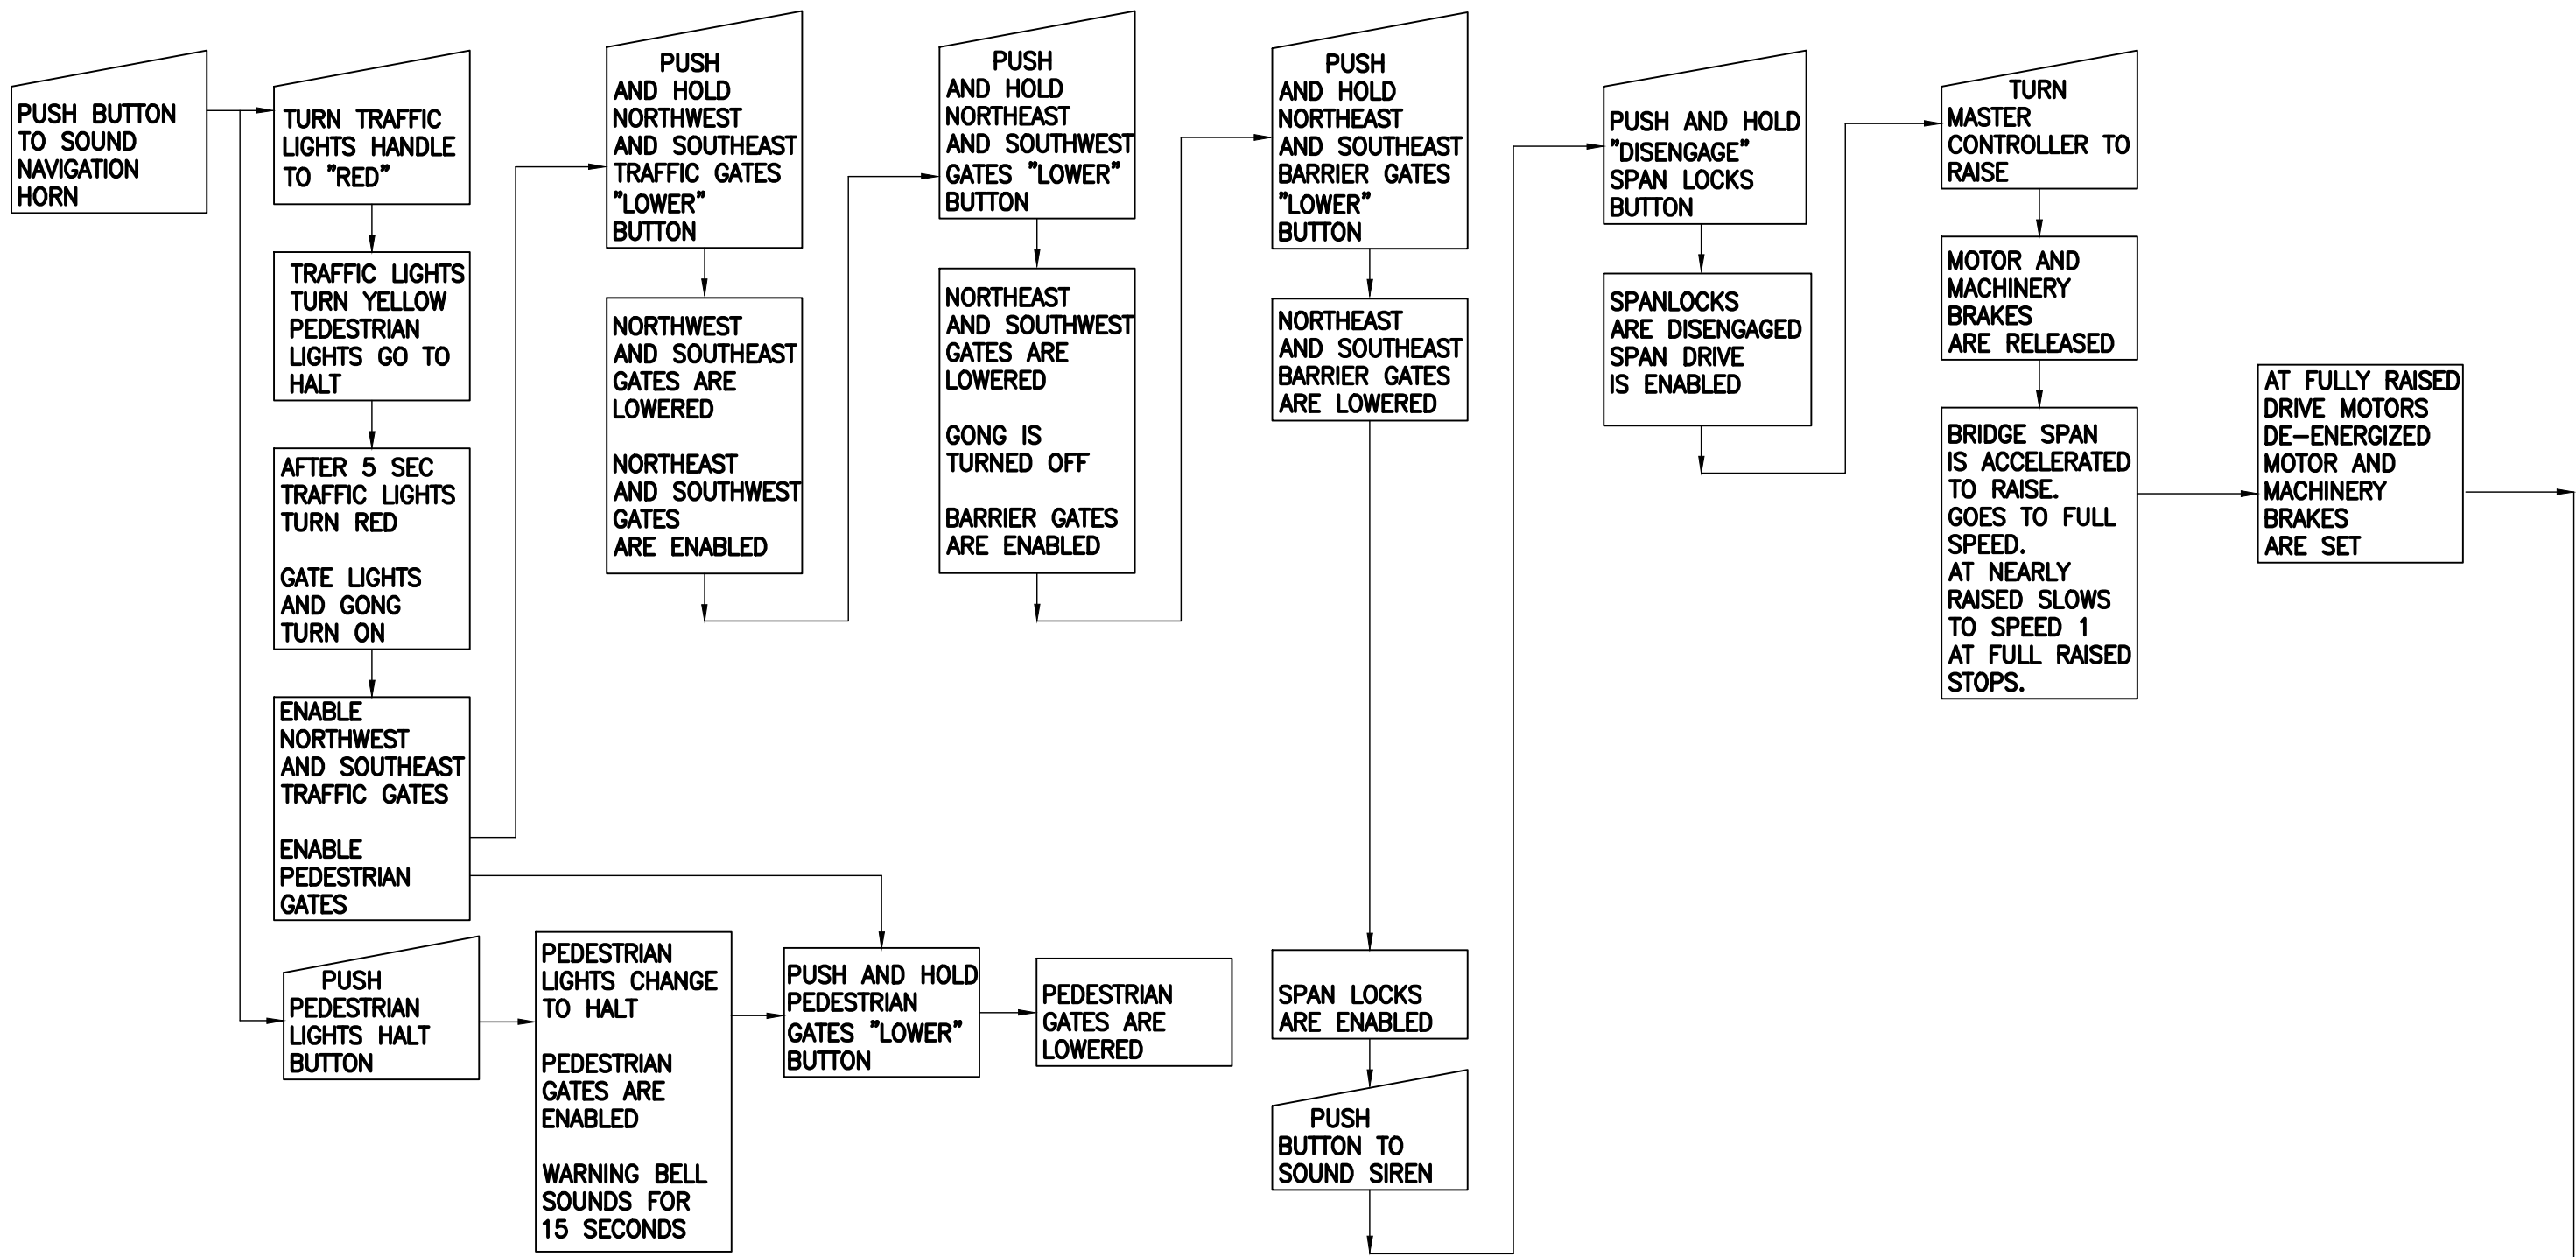 PUSH BUTTON
TO SOUND
NAVIGATION
HORN
TURN TRAFFIC
LIGHTS HANDLE
TO "RED"
TRAFFIC LIGHTS
TURN YELLOW
PEDESTRIAN
LIGHTS GO TO
HALT
AFTER 5 SEC
TRAFFIC LIGHTS
TURN RED
GATE LIGHTS
AND GONG
TURN ON
ENABLE
NORTHWEST
AND SOUTHEAST
TRAFFIC GATES
ENABLE
PEDESTRIAN
GATES
PUSH
PEDESTRIAN
LIGHTS HALT
BUTTON
PEDESTRIAN
LIGHTS CHANGE
TO HALT
PEDESTRIAN
GATES ARE
ENABLED
WARNING BELL
SOUNDS FOR
15 SECONDS
PUSH AND HOLD
PEDESTRIAN
GATES "LOWER"
BUTTON
PEDESTRIAN
GATES ARE
LOWERED
PUSH
AND HOLD
NORTHWEST
AND SOUTHEAST
TRAFFIC GATES
"LOWER"
BUTTON
NORTHWEST
AND SOUTHEAST
GATES ARE
LOWERED
NORTHEAST
AND SOUTHWEST
GATES
ARE ENABLED
PUSH
AND HOLD
NORTHEAST
AND SOUTHWEST
GATES "LOWER"
BUTTON
NORTHEAST
AND SOUTHWEST
GATES ARE
LOWERED
GONG IS
TURNED OFF
BARRIER GATES
ARE ENABLED
PUSH
AND HOLD
NORTHEAST
AND SOUTHEAST
BARRIER GATES
"LOWER"
BUTTON
NORTHEAST
AND SOUTHEAST
BARRIER GATES
ARE LOWERED
SPAN LOCKS
ARE ENABLED
PUSH
BUTTON TO
SOUND SIREN
PUSH AND HOLD
"DISENGAGE"
SPAN LOCKS
BUTTON
SPANLOCKS
ARE DISENGAGED
SPAN DRIVE
IS ENABLED
TURN
MASTER
CONTROLLER TO
RAISE
MOTOR AND
MACHINERY
BRAKES
ARE RELEASED
BRIDGE SPAN
IS ACCELERATED
TO RAISE.
GOES TO FULL
SPEED.
AT NEARLY
RAISED SLOWS
TO SPEED 1
AT FULL RAISED
STOPS.
AT FULLY RAISED
DRIVE MOTORS
DE-ENERGIZED
MOTOR AND
MACHINERY
BRAKES
ARE SET